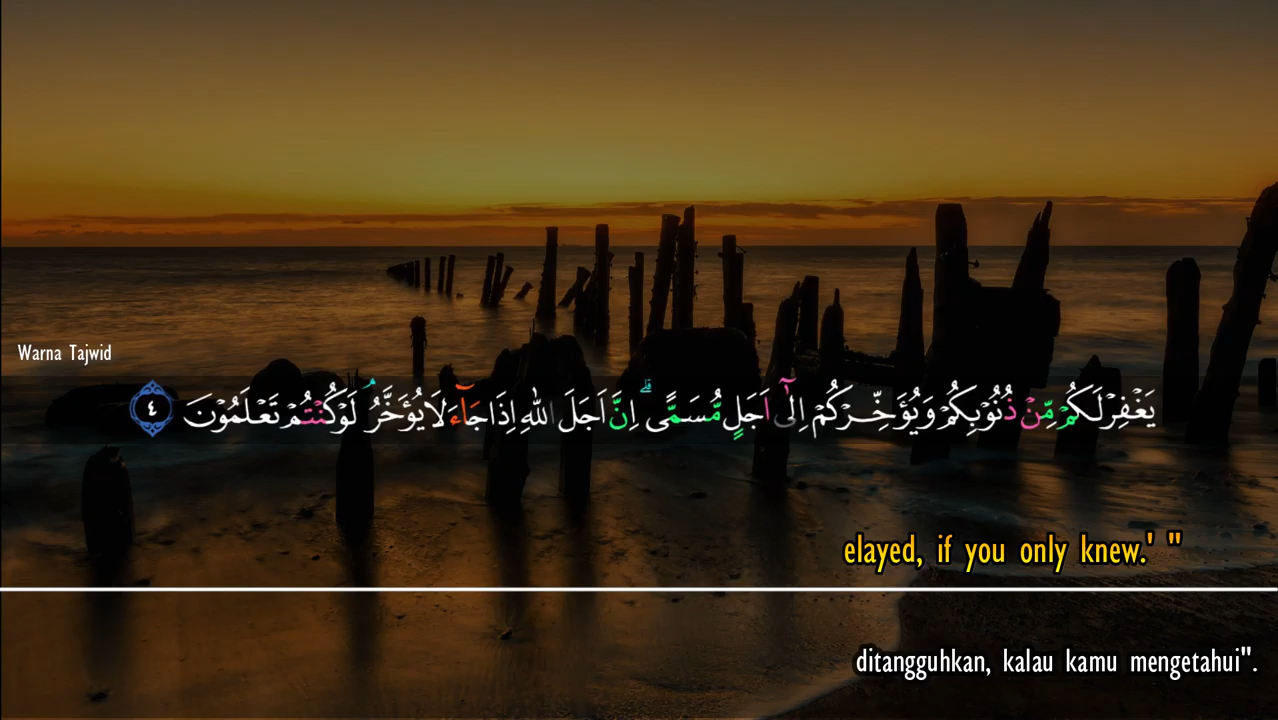 Warna Tajwid
يَغْفِرْ لَكُمْ مِّنْ ذُنُوْبِكُمْ وَيُؤَخِّرْكُمْ اِلٰٓى اَجَلٍ مُّسَمًّىۗ اِنَّ اَجَلَ اللّٰهِ اِذَا جَاۤءَ لَا يُؤَخَّرُۘ لَوْ كُنْتُمْ تَعْلَمُوْنَ ٤
elayed, if you only knew.' "
ditangguhkan, kalau kamu mengetahui".